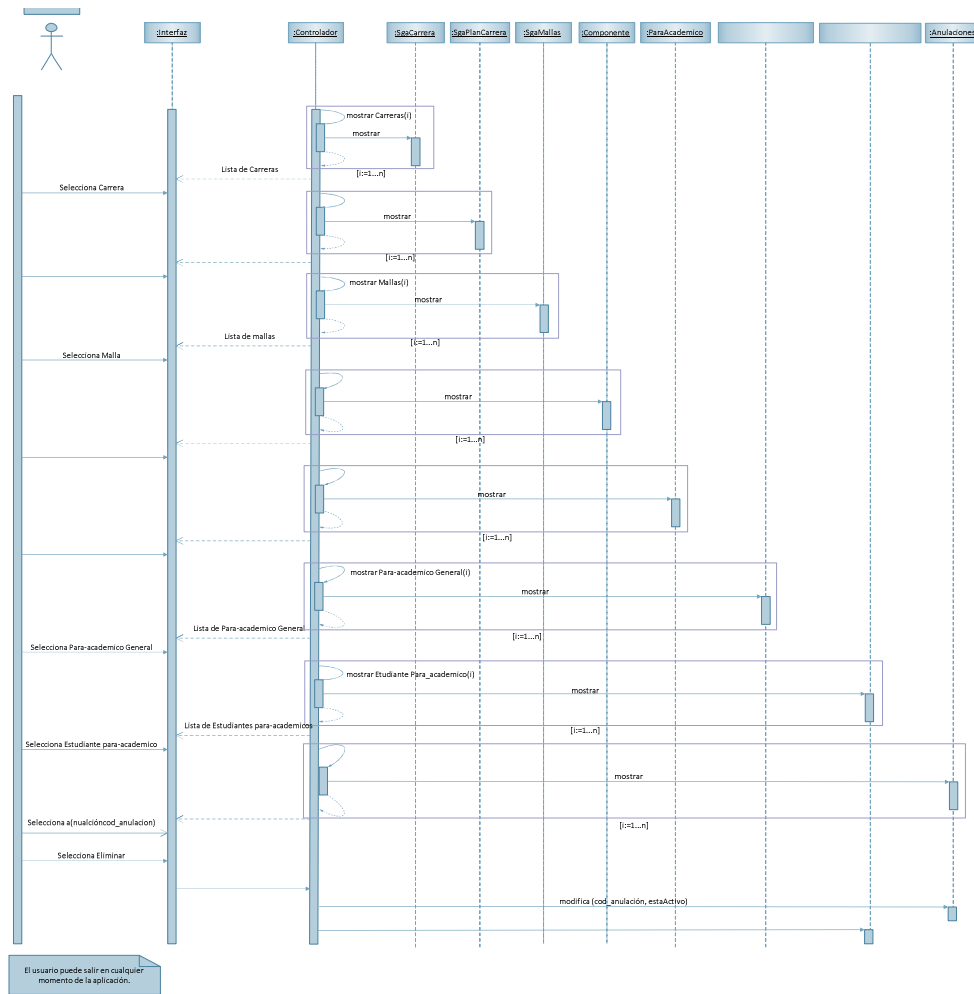 :Interfaz
:Controlador
:SgaCarrera
:SgaPlanCarrera
:SgaMallas
:Componente
:ParaAcademico
:Anulaciones
mostrar Carreras(i)
mostrar
Lista de Carreras
[i:=1...n]
Selecciona Carrera
mostrar
[i:=1...n]
mostrar Mallas(i)
mostrar
Lista de mallas
[i:=1...n]
Selecciona Malla
mostrar
[i:=1...n]
mostrar
[i:=1...n]
mostrar Para-academico General(i)
mostrar
Lista de Para-academico General
[i:=1...n]
Selecciona Para-academico General
mostrar Etudiante Para_academico(i)
mostrar
Lista de Estudiantes para-academicos
[i:=1...n]
Selecciona Estudiante para-academico
mostrar
Selecciona a(nualcióncod_anulacion)
[i:=1...n]
Selecciona Elíminar
modifica (cod_anulación, estaActivo)
El usuario puede salir en cualquier
momento de la aplicación.